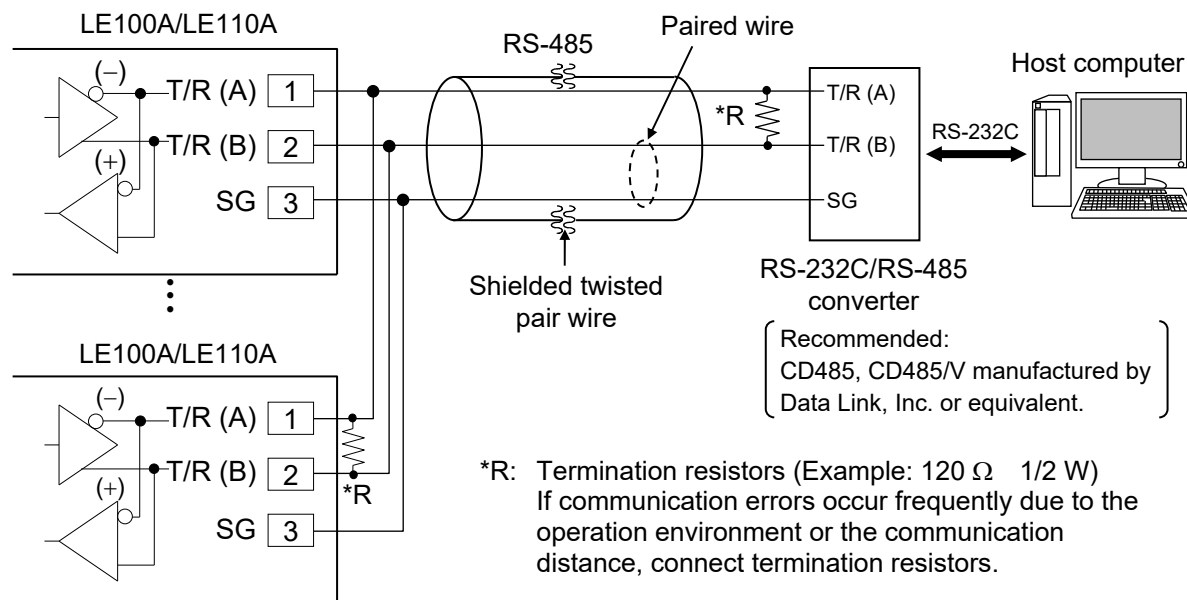 LE100A/LE110A
(−)
T/R (A) 1
T/R (B) 2
(+)
SG 3
RS-485
Paired wire
*R
Shielded twisted
pair wire
T/R (A)
T/R (B)
SG
RS-232C
Host computer
RS-232C/RS-485
converter
Recommended:
CD485, CD485/V manufactured by
Data Link, Inc. or equivalent.
LE100A/LE110A
(−)
T/R (A) 1
T/R (B) 2
(+)
*R
SG 3
*R: Termination resistors (Example: 120 Ω 1/2 W)
If communication errors occur frequently due to the
operation environment or the communication
distance, connect termination resistors.